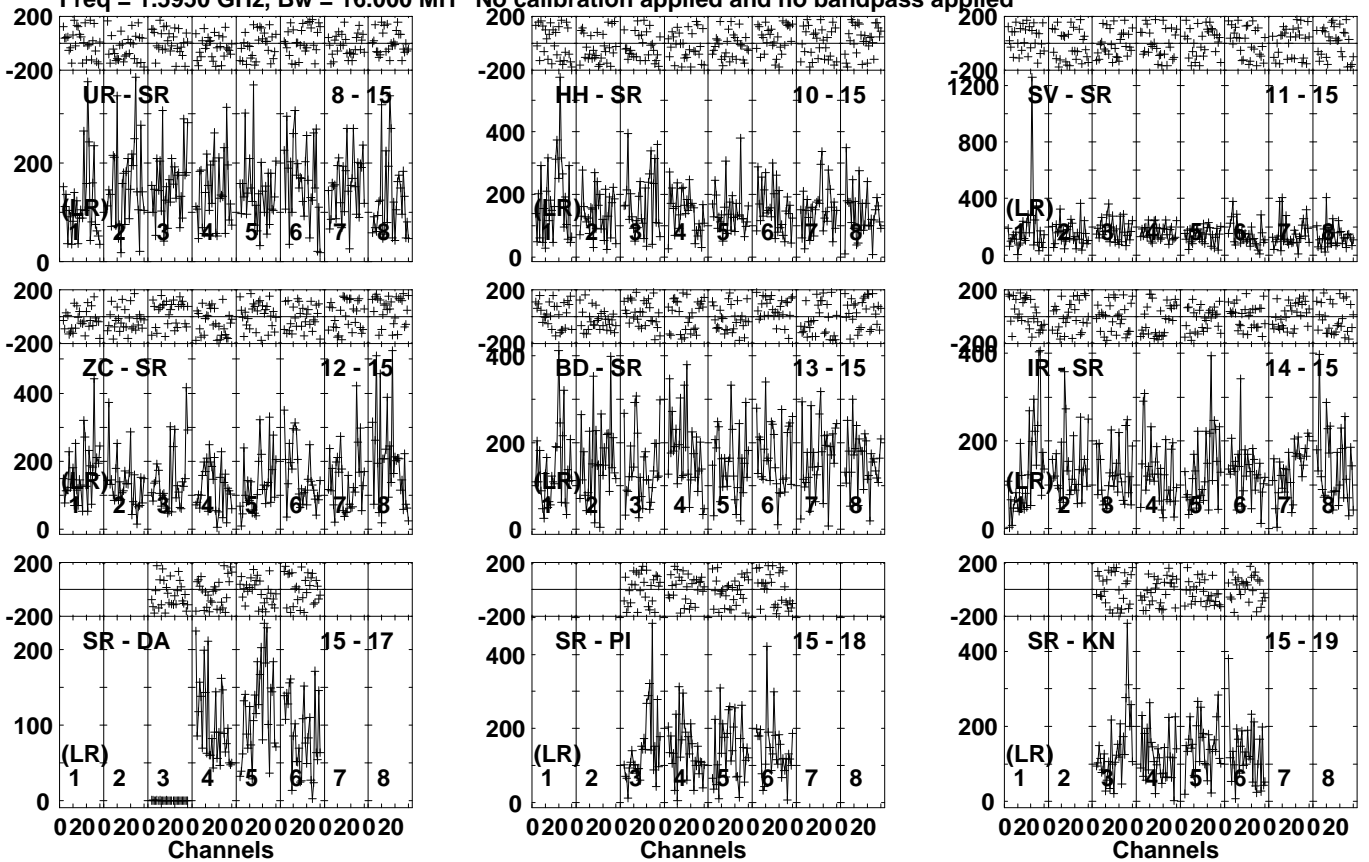 Freq = 1.5950 GHz, Bw = 16.000 MH No calibration applied and no bandpass applied
200 200 200
-200 -200 -200
UR - SR 8 - 15 HH - SR 10 - 15 SV - SR 11 - 15
1200
400 800
200 200 400
(LR) (LR) (LR)
1 2 3 4 5 6 7 8 1 2 3 4 5 6 7 8 1 2 3 4 5 6 7 8
0 0 0
200 200 200
-200 -200 -200
400 400
ZC - SR 12 - 15 BD - SR 13 - 15 IR - SR 14 - 15
400
200 200 200
(LR) (LR) (LR)
1 2 3 4 5 6 7 8 1 2 3 4 5 6 7 8 1 2 3 4 5 6 7 8
0 0 0
200 200 200
-200 -200 -200
SR - DA 15 - 17 SR - PI 15 - 18 SR - KN 15 - 19
200 400 400
100 200 200
(LR) (LR) (LR)
1 2 3 4 5 6 7 8 1 2 3 4 5 6 7 8 1 2 3 4 5 6 7 8
0 0 0
0 20 0 20 0 20 0 20 0 20 0 20 0 20 0 20 0 20 0 20 0 20 0 20 0 20 0 20 0 20 0 20 0 20 0 20 0 20 0 20 0 20 0 20 0 20 0 20
Channels Channels Channels